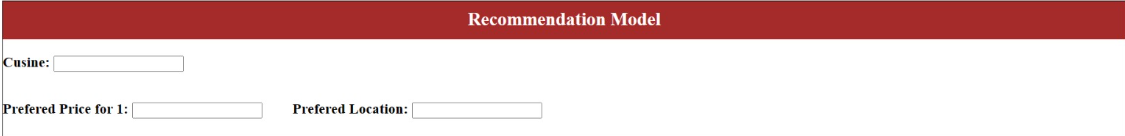 Recommendation Model
Cusine:
Prefered Price for 1: Prefered Location: